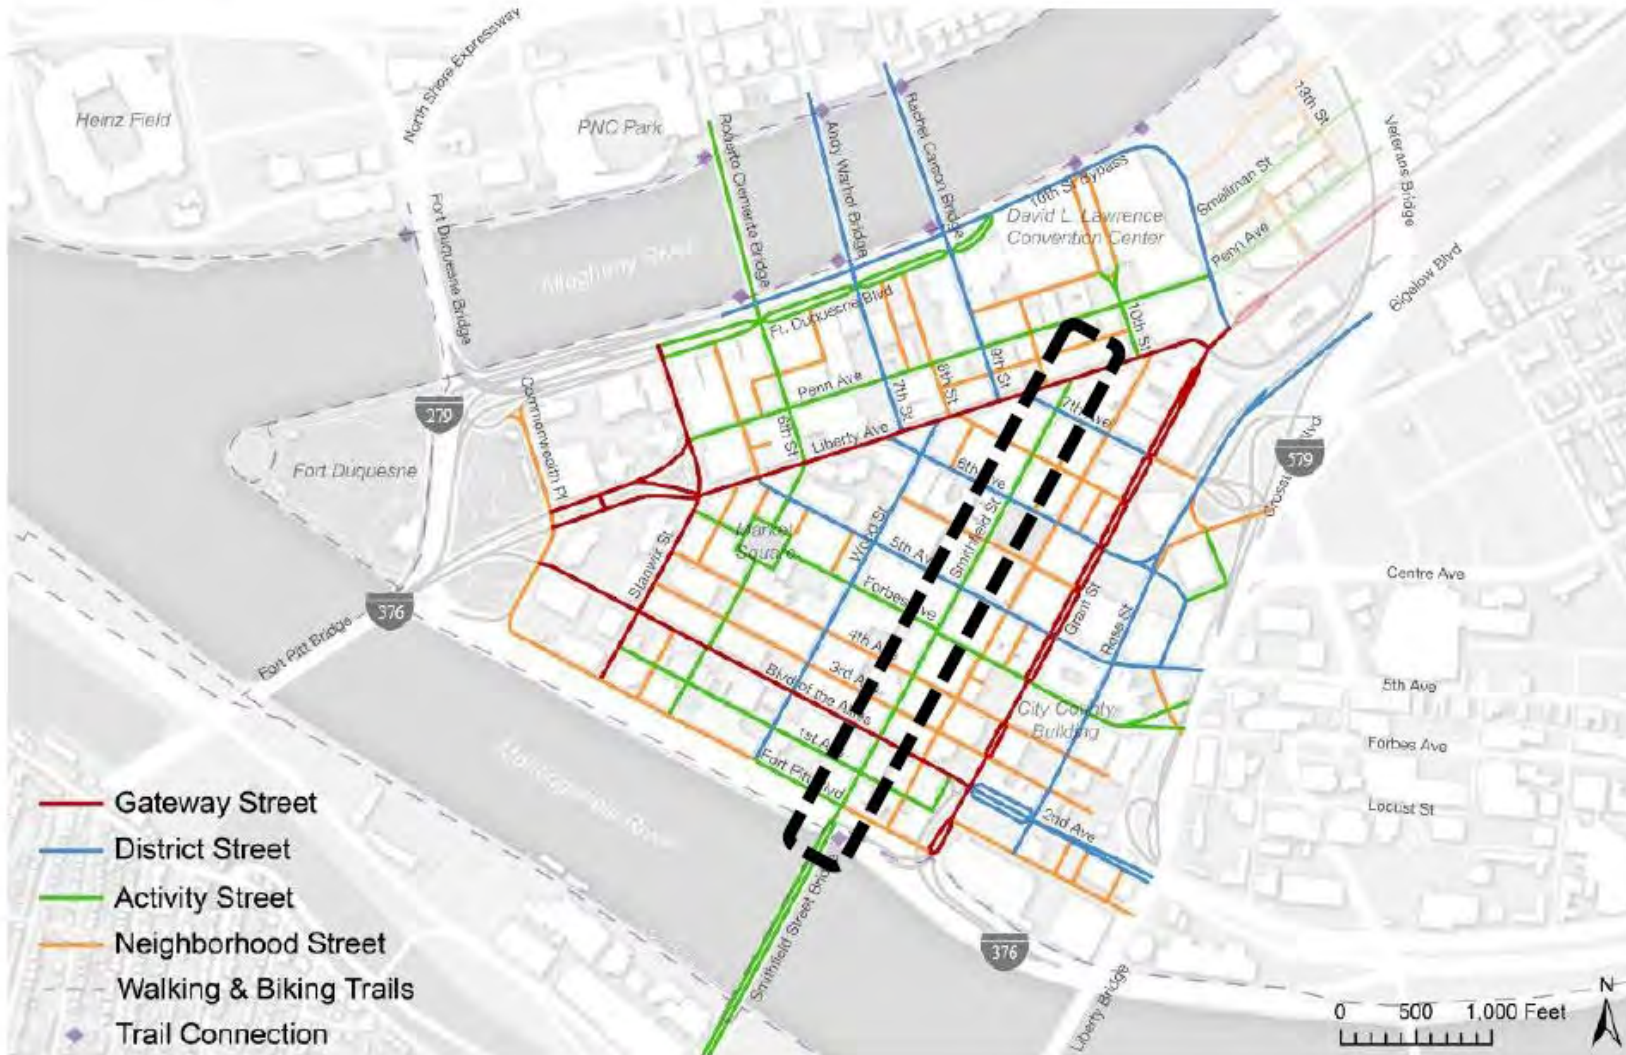 North Shore Expressway
Heinz Field
PNC Park
Roberto Clemente Bridge
Andy Warhol Bridge
Rachel Carson Bridge
13th St
Veterans Bridge
Smallman St
10th St Bypass
Fort Duquesne Bridge
David L. Lawrence
Convention Center
Penn Ave
Bigelow Blvd
Allegheny River
Ft. Duquesne Blvd
10th St
9th St
8th St
7th St
Penn Ave
6th St
Liberty Ave
7th Ave
279
Commonwealth Pl
579
Blvd
Fort Duquesne
6th Ave
Smithfield St
Market
Square
Wood St
5th Ave
Stanwix St
Forbes Ave
Grant St
Ross St
Centre Ave
376
Fort Pitt Bridge
4th A
3rd Ave
Blvd of the Allies
5th Ave
City County
Building
Forbes Ave
1st A
Fort Pitt Blvd
Locust St
2nd Ave
Monongahela River
Gateway Street
District Street
Activity Street
Neighborhood Street
Walking & Biking Trails
Trail Connection
Smithfield Street Bridge
376
Liberty Bridge
N
0 500 1,000 Feet